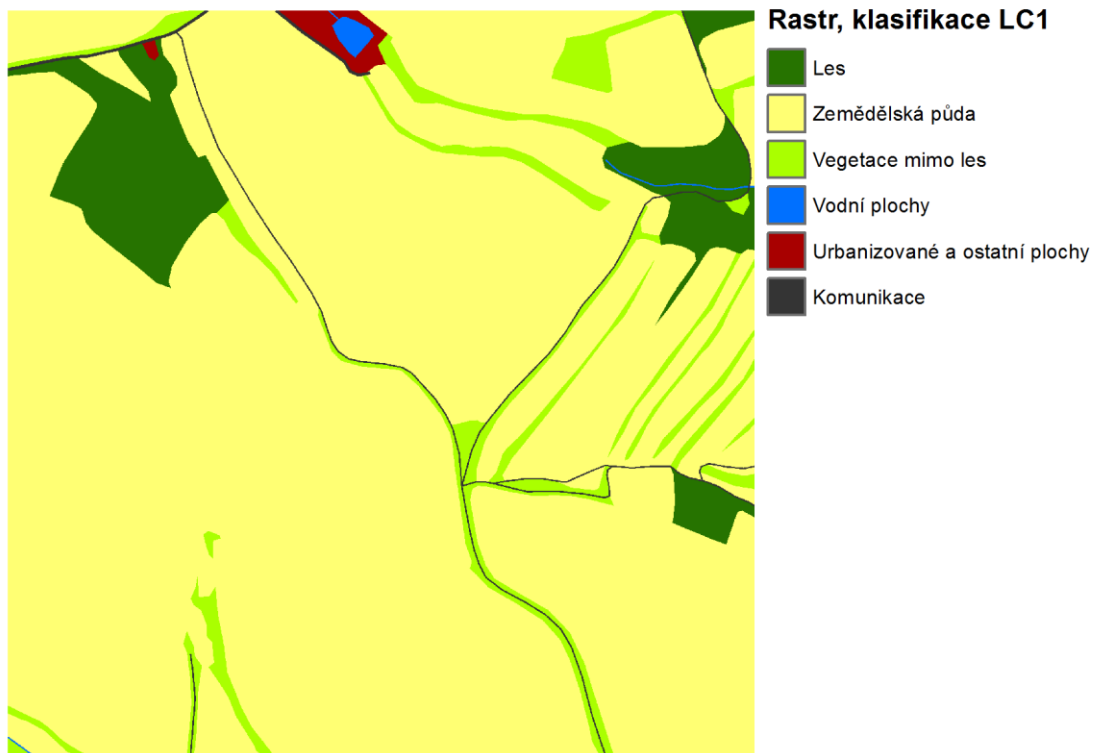 Rastr, klasifikace LC1
Les
Zemědělská půda
Vegetace mimo les
Vodní plochy
Urbanizované a ostatní plochy
Komunikace